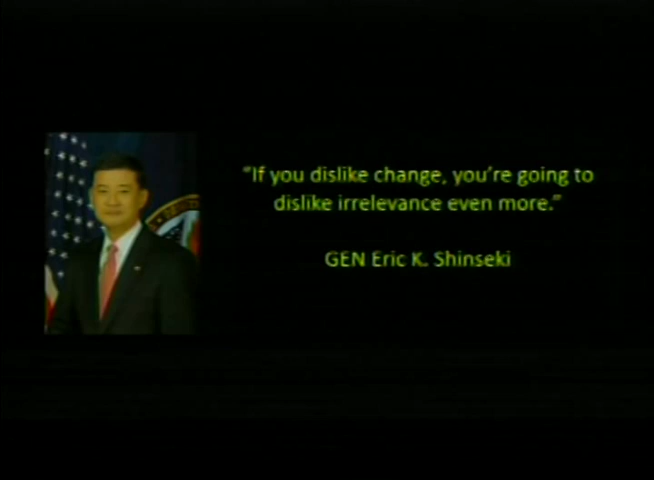 “If you dislike change, you’re going to
dislike irrelevance even more.”
GEN Eric K. Shinseki